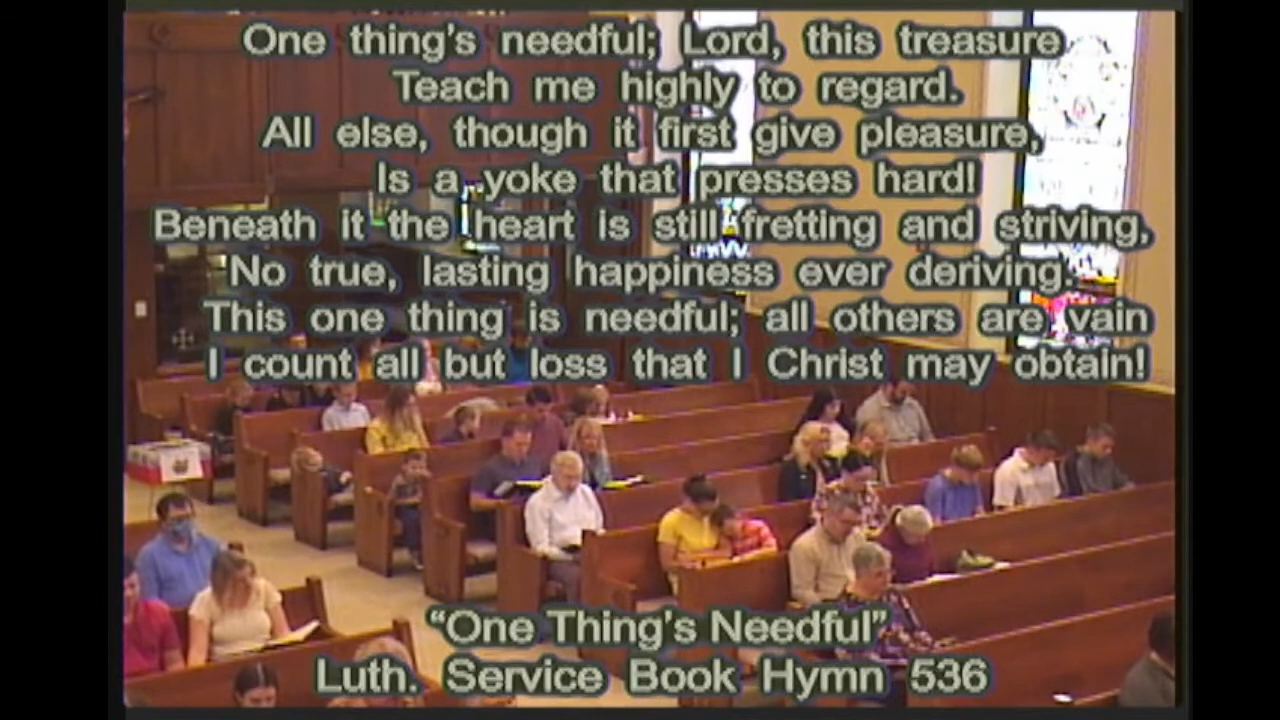 One thing's needful; Lord, this treasure
Teach me highly to regard.
All else, though it first give pleasure,
Is a yoke that presses hard!
Beneath it the heart is still fretting and striving,
No true, lasting happiness ever deriving.
This one thing is needful; all others are vain
I count all but loss that I Christ may obtain!
“One Thing's Needful”
Luth. Service Book Hymn 536